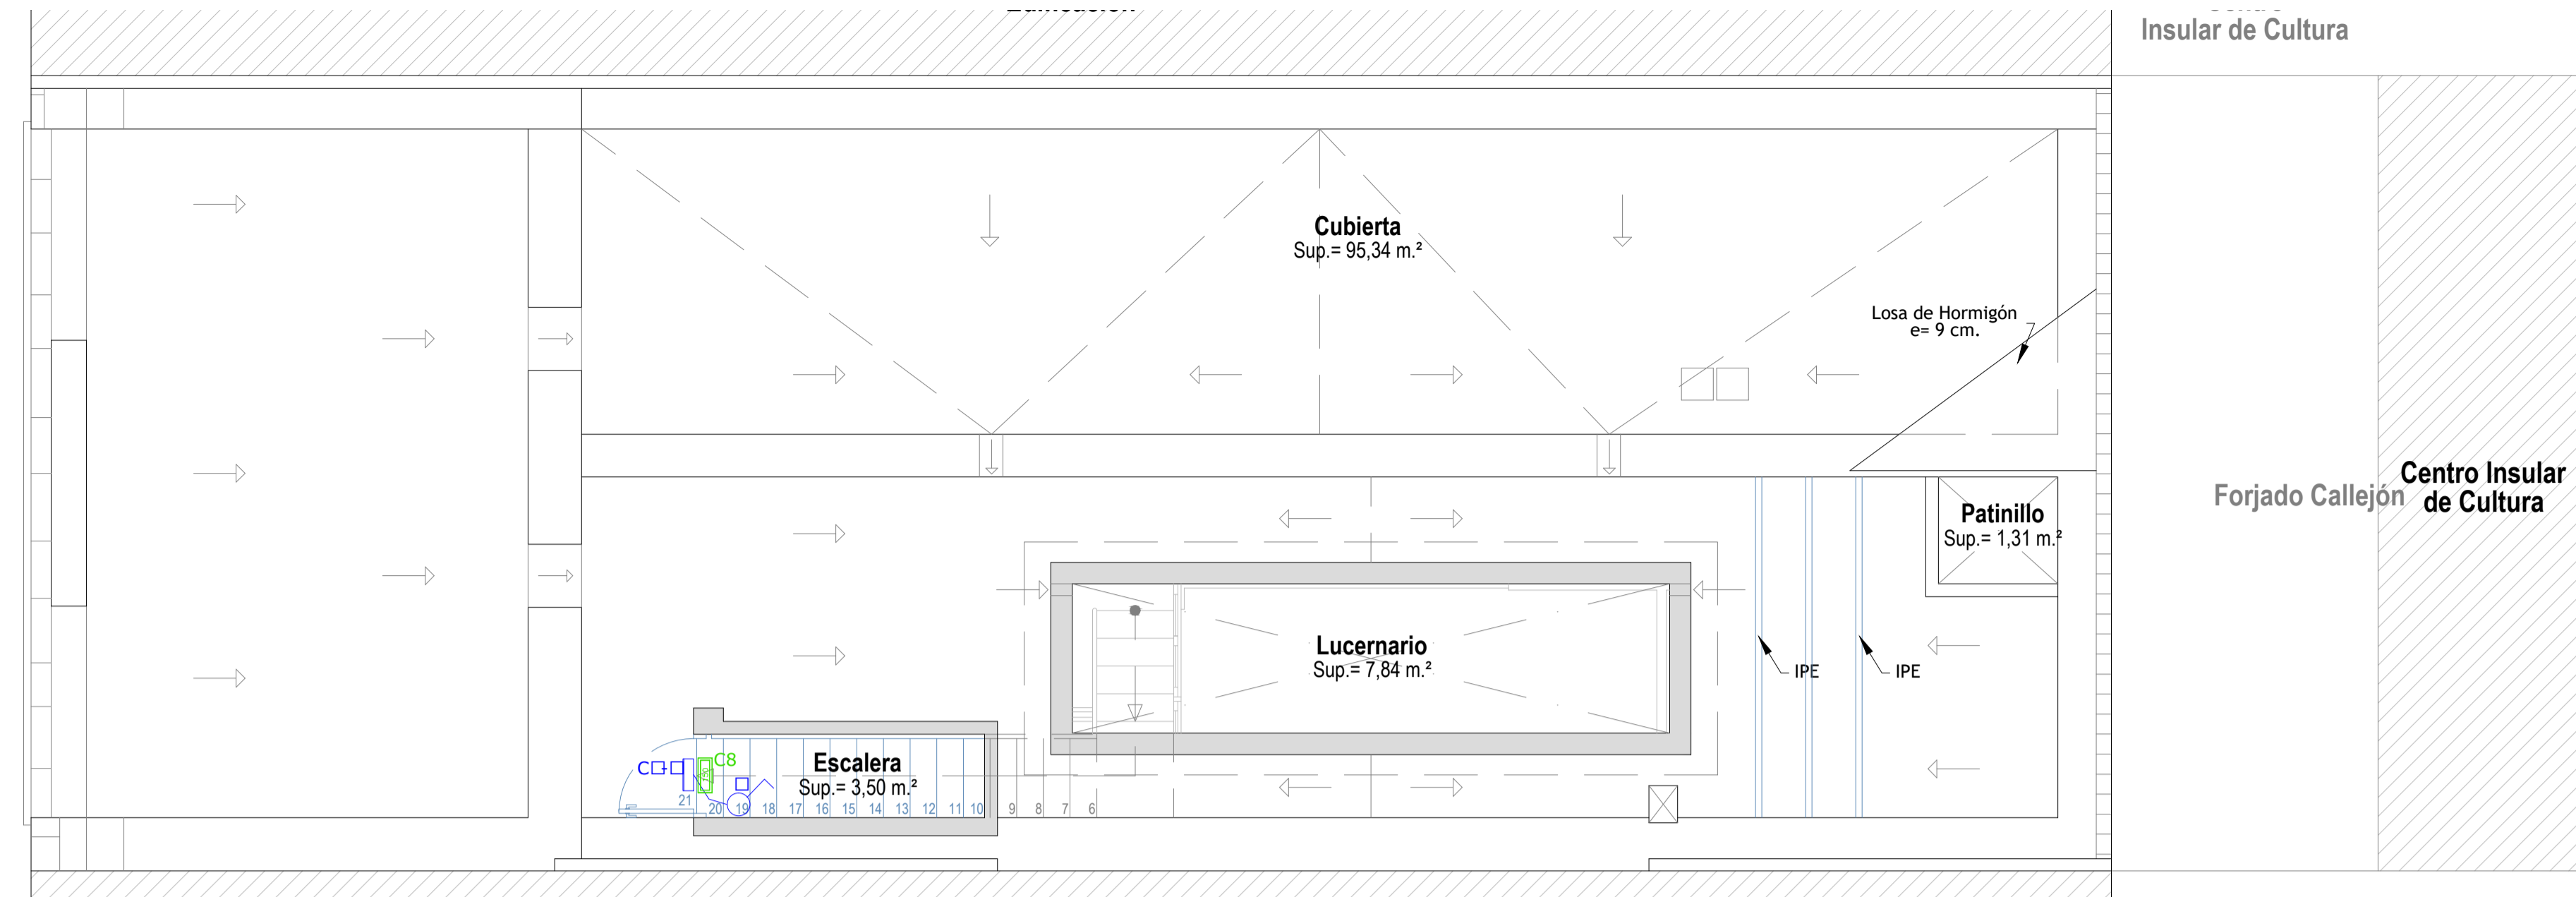 Insular de Cultura
Cubierta
Sup.= 95,34 m.²
Losa de Hormigón
e= 9 cm.
Centro Insular
de Cultura
Forjado Callejón
Patinillo
Sup.= 1,31 m.²
Lucernario
Sup.= 7,84 m.²
IPE
IPE
C8
Escalera
Sup.= 3,50 m.²
21
20
19
18
17
16
15
14
13
12
11
10
9
8
7
6